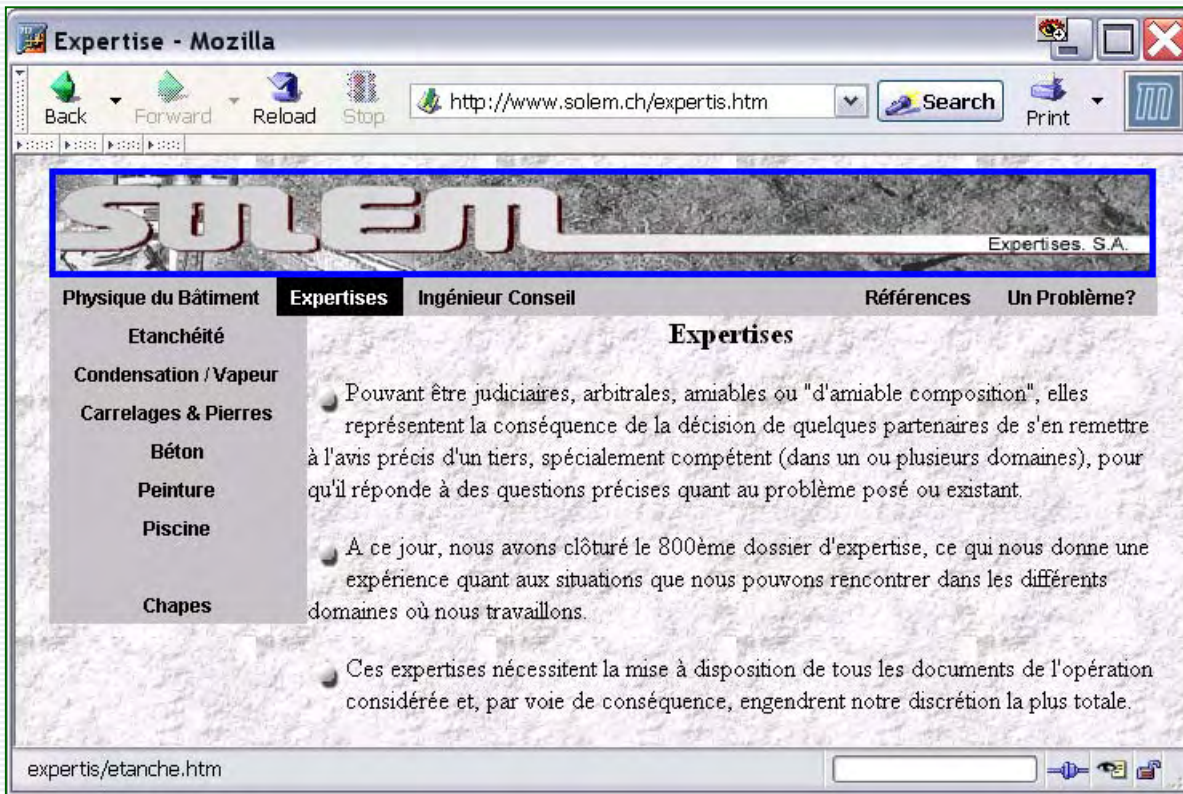 Expertise - Mozilla
Back Forward Reload Stop http://www.solem.ch/expertis.htm Search Print
SOLEM
Expertises. S.A.
Physique du Bâtiment Expertises Ingénieur Conseil Références Un Problème?
Etanchéité
Condensation / Vapeur
Carrelages & Pierres
Béton
Peinture
Piscine
Chapes
Expertises
Pouvant être judiciaires, arbitrales, amiables ou "d'amiable composition", elles
représentent la conséquence de la décision de quelques partenaires de s'en remettre
à l'avis précis d'un tiers, spécialement compétent (dans un ou plusieurs domaines), pour
qu'il réponde à des questions précises quant au problème posé ou existant.
A ce jour, nous avons clôturé le 800ème dossier d'expertise, ce qui nous donne une
expérience quant aux situations que nous pouvons rencontrer dans les différents
domaines où nous travaillons.
Ces expertises nécessitent la mise à disposition de tous les documents de l'opération
considérée et, par voie de conséquence, engendrent notre discrétion la plus totale.
expertis/etanche.htm